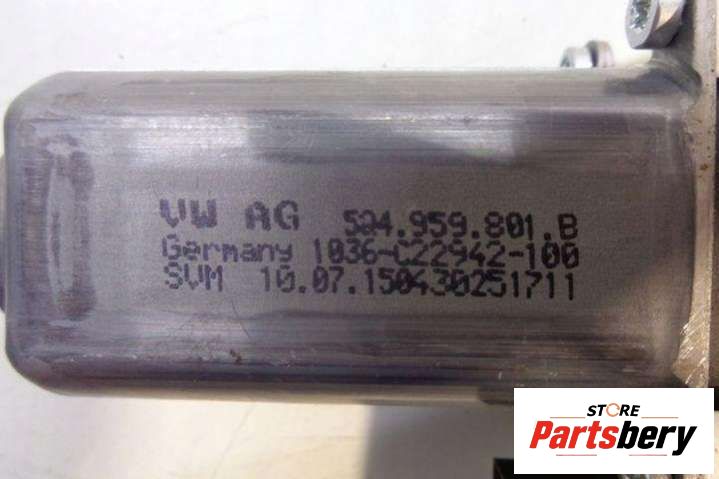 VW AG 5Q4.959.801.B
Germany 1036-C22942-100
SVM 10.07.150430251711
STORE
Partsbery